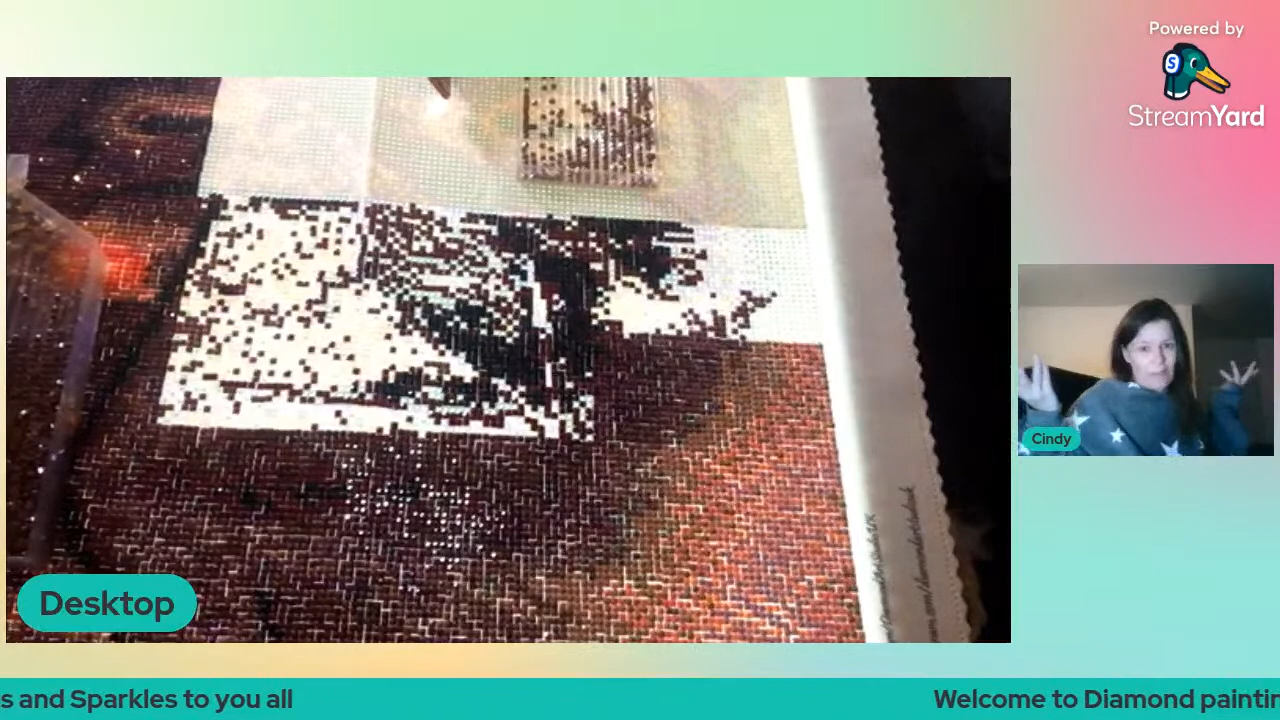 Powered by
S
StreamYard
Cindy
Desktop
s and Sparkles to you all
Welcome to Diamond paintin